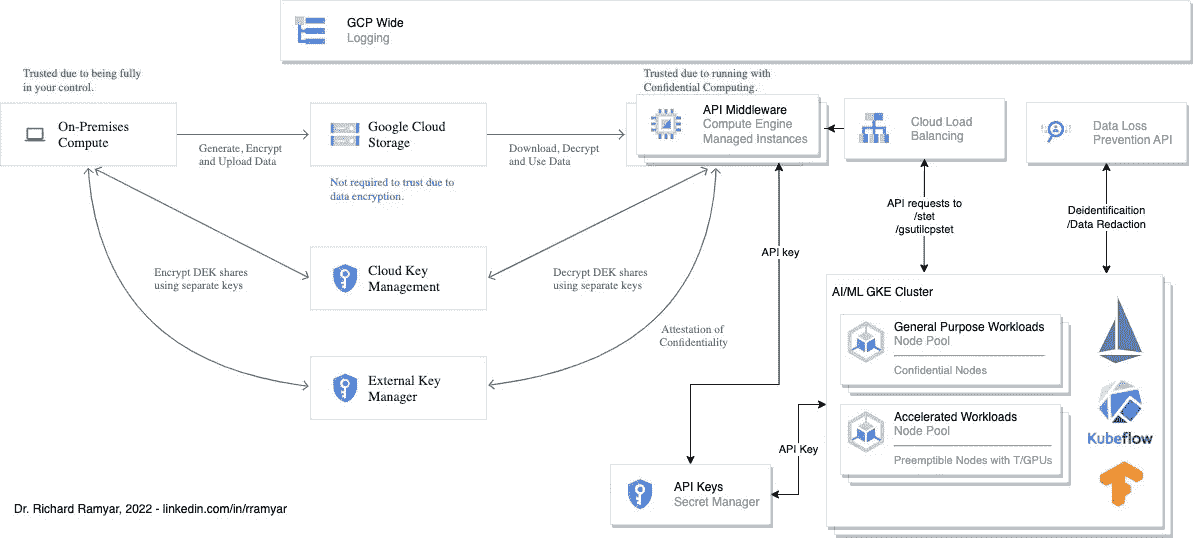 GCP Wide
Logging
Trusted due to being fully
in your control.
Trusted due to running with
Confidential Computing.
On-Premises
Compute
Generate, Encrypt
and Upload Data
Google Cloud
Storage
Not required to trust due to
data encryption.
Download, Decrypt
and Use Data
API Middleware
Compute Engine
Managed Instances
Cloud Load
Balancing
Data Loss
Prevention API
API requests to
/stet
/gsutilcpstet
Deidentificaition
/Data Redaction
API key
Encrypt DEK shares
using separate keys
Cloud Key
Management
Decrypt DEK shares
using separate keys
Attestation of
Confidentiality
External Key
Manager
AI/ML GKE Cluster
General Purpose Workloads
Node Pool
Confidential Nodes
Accelerated Workloads
Node Pool
Preemptible Nodes with T/GPUs
Kubeflow
API Key
API Keys
Secret Manager
Dr. Richard Ramyar, 2022 - linkedin.com/in/rramyar